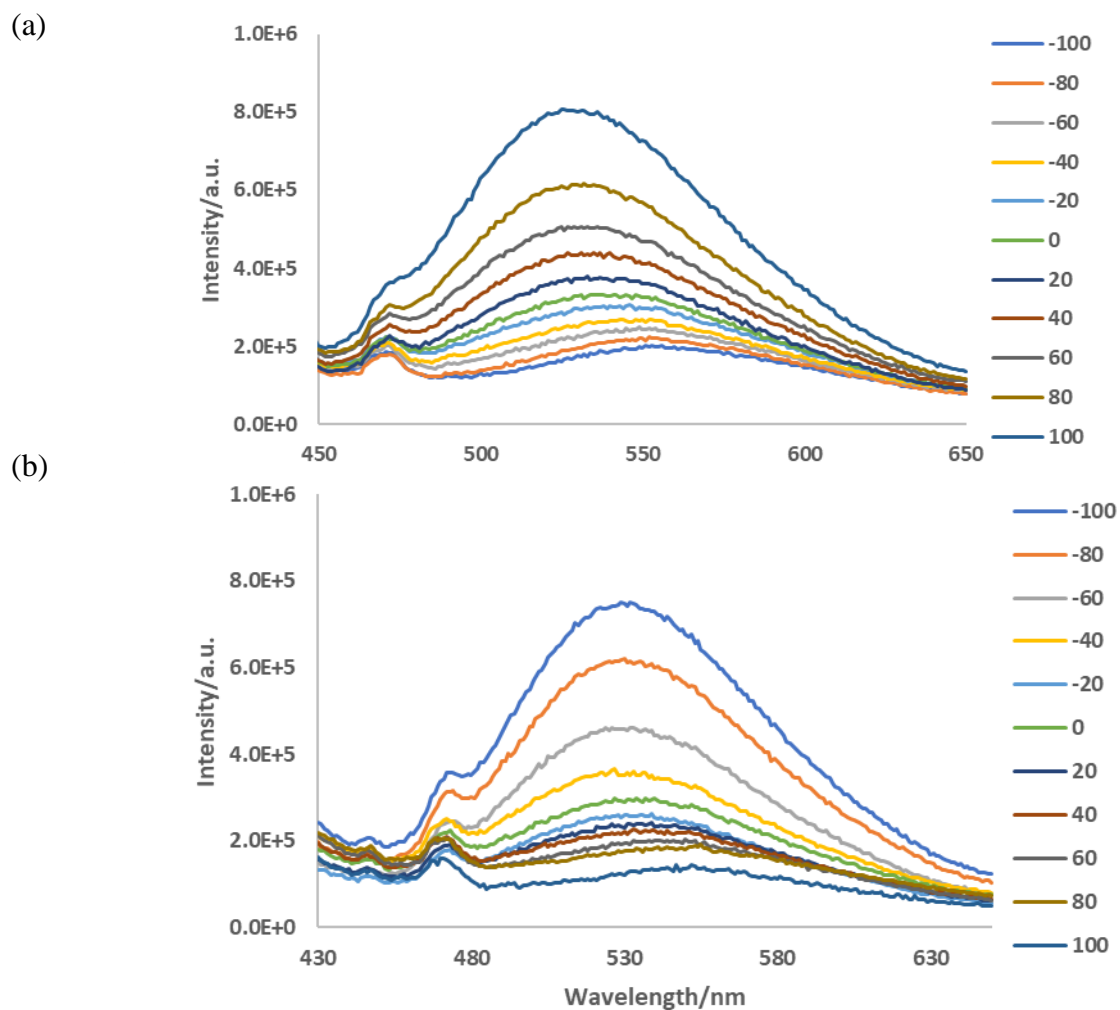 (a)
Intensity/a.u.
1.0E+6
8.0E+5
6.0E+5
4.0E+5
2.0E+5
0.0E+0
450
500
550
600
650
-100
-80
-60
-40
-20
0
20
40
60
80
100
(b)
Intensity/a.u.
1.0E+6
8.0E+5
6.0E+5
4.0E+5
2.0E+5
0.0E+0
430
480
530
580
630
Wavelength/nm
-100
-80
-60
-40
-20
0
20
40
60
80
100